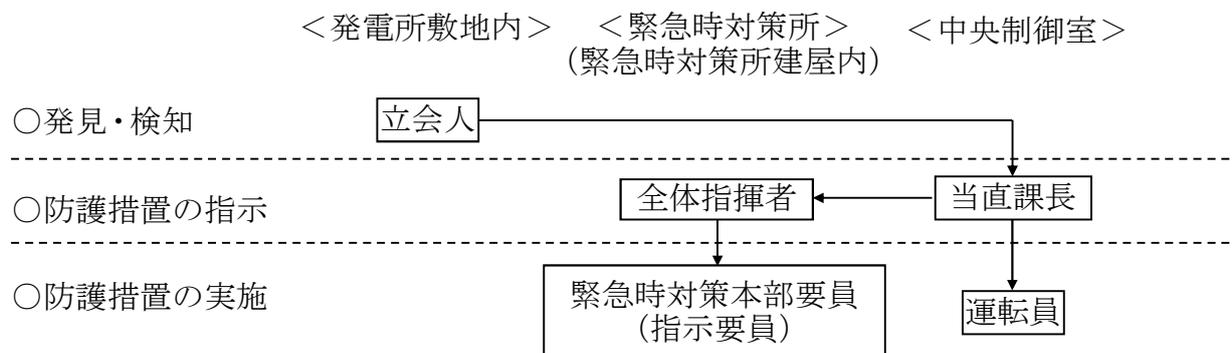 ＜発電所敷地内＞ ＜緊急時対策所＞ ＜中央制御室＞
（緊急時対策所建屋内）
○発見・検知 立会人
○防護措置の指示 全体指揮者 当直課長
○防護措置の実施 緊急時対策本部要員 運転員
（指示要員）